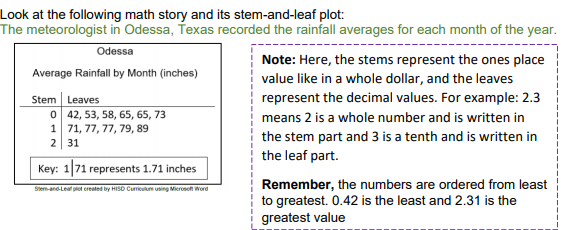 Look at the following math story and its stem-and-leaf plot:
The meteorologist in Odessa, Texas recorded the rainfall averages for each month of the year.
Odessa
Average Rainfall by Month (inches)
Stem Leaves
0 42, 53, 58, 65, 65, 73
1 71, 77, 77, 79, 89
2 31
Key: 1|71 represents 1.71 inches
Stem-and-Leaf plot created by HISD Curriculum using Microsoft Word
Note: Here, the stems represent the ones place
value like in a whole dollar, and the leaves
represent the decimal values. For example: 2.3
means 2 is a whole number and is written in
the stem part and 3 is a tenth and is written in
the leaf part.
Remember, the numbers are ordered from least
to greatest. 0.42 is the least and 2.31 is the
greatest value